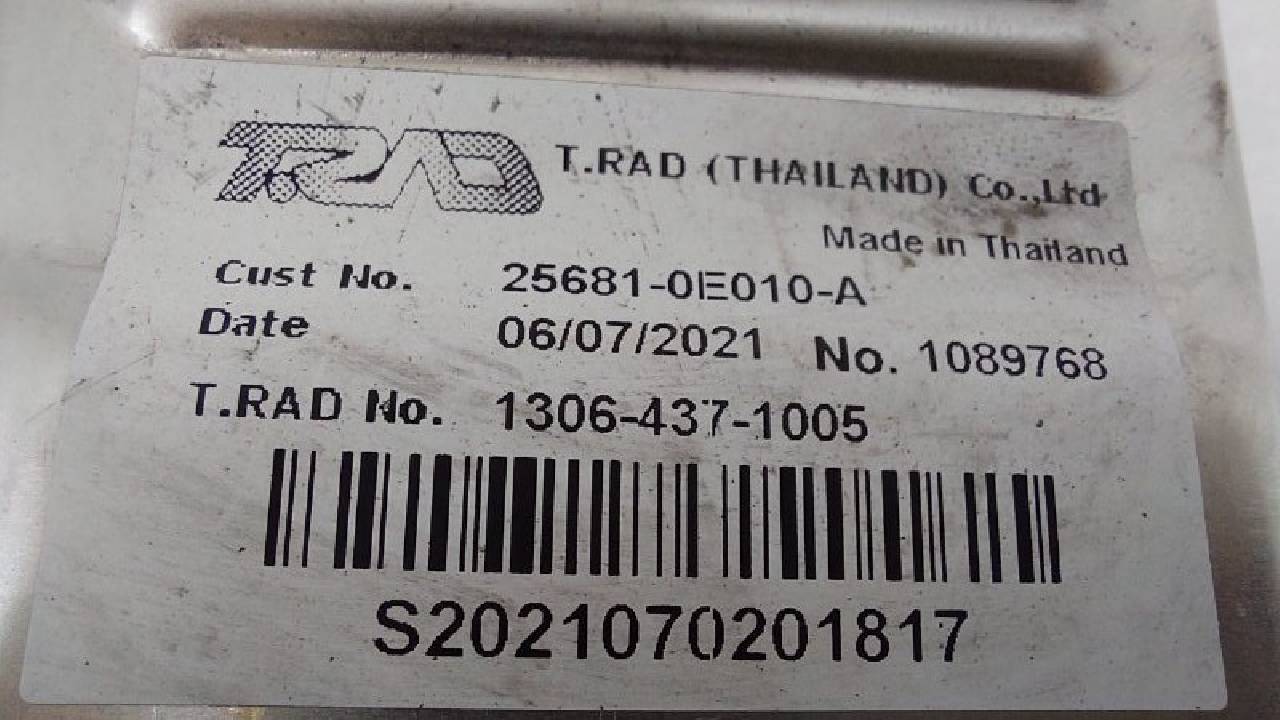 T.RAD T.RAD (THAILAND) Co.,Ltd
Made in Thailand
Cust No. 25681-0E010-A
Date 06/07/2021 No. 1089768
T.RAD No. 1306-437-1005
S2021070201817